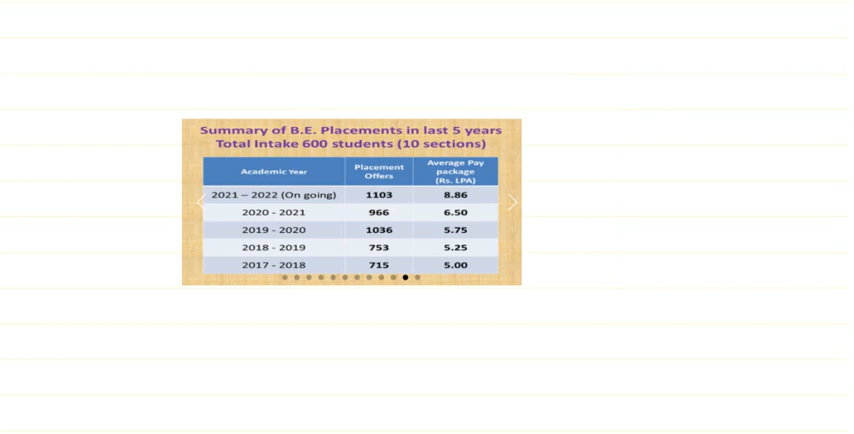 Summary of B.E. Placements in last 5 years
Total Intake 600 students (10 sections)
Academic Year Placement Offers Average Pay package (Rs. LPA)
2021 – 2022 (On going) 1103 8.86
2020 - 2021 966 6.50
2019 - 2020 1036 5.75
2018 - 2019 753 5.25
2017 - 2018 715 5.00